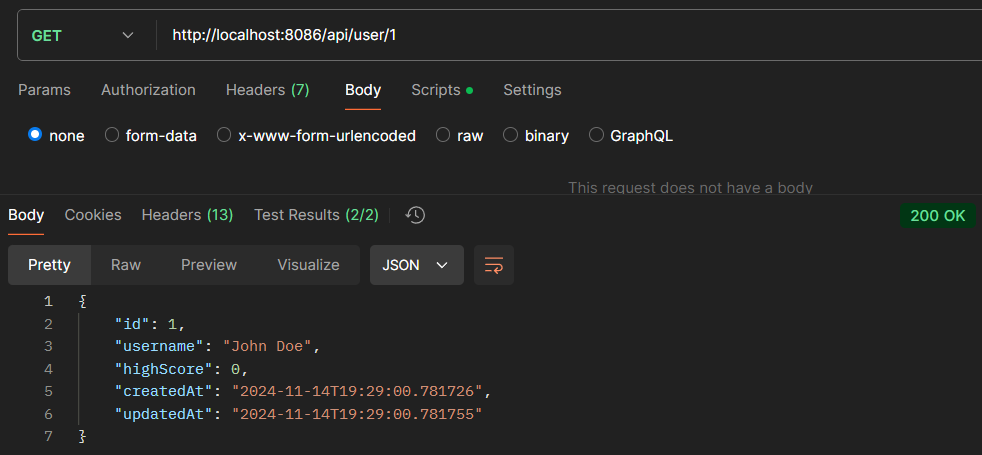 GET http://localhost:8086/api/user/1
Params Authorization Headers (7) Body Scripts Settings
none form-data x-www-form-urlencoded raw binary GraphQL
This request does not have a body
Body Cookies Headers (13) Test Results (2/2) 200 OK
Pretty Raw Preview Visualize JSON
1 {
2 "id": 1,
3 "username": "John Doe",
4 "highScore": 0,
5 "createdAt": "2024-11-14T19:29:00.781726",
6 "updatedAt": "2024-11-14T19:29:00.781755"
7 }